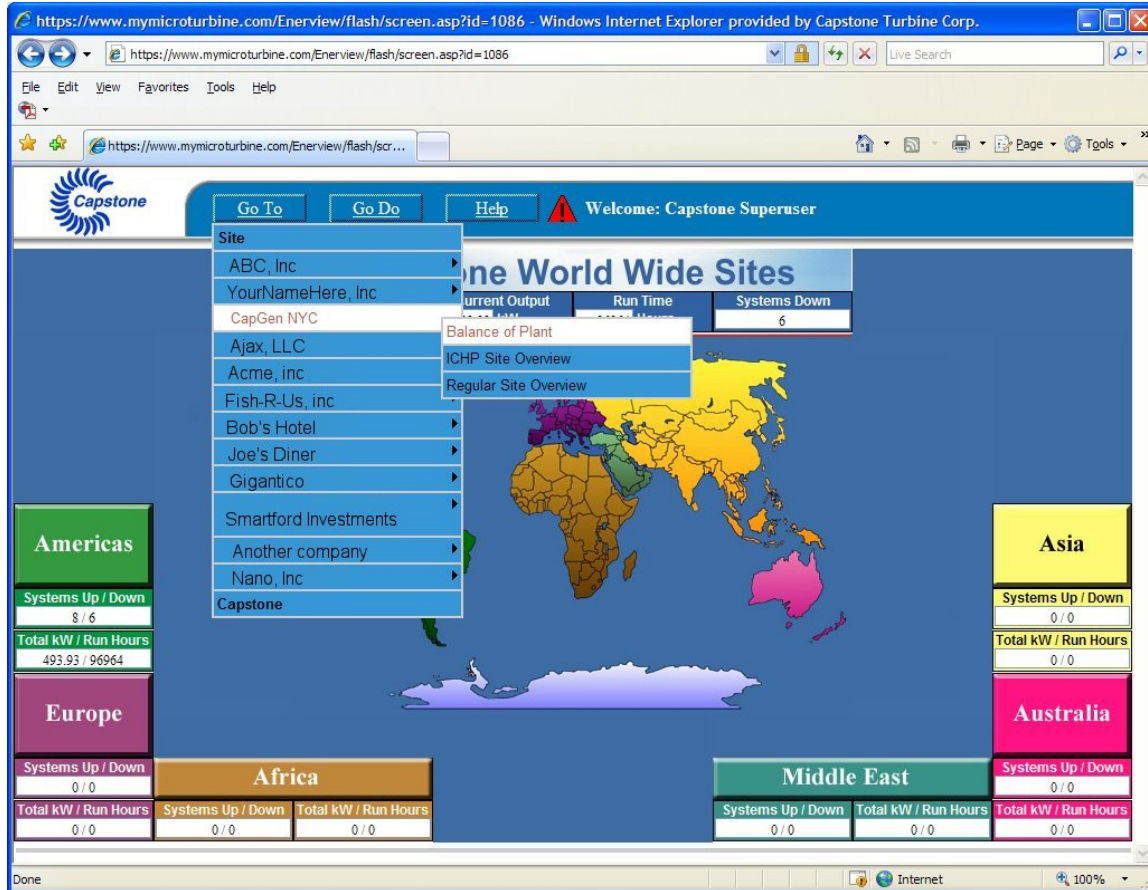 https://www.mymicroturbine.com/Enerview/flash/screen.asp?id=1086 - Windows Internet Explorer provided by Capstone Turbine Corp.
https://www.mymicroturbine.com/Enerview/flash/screen.asp?id=1086
Live Search
File Edit View Favorites Tools Help
https://www.mymicroturbine.com/Enerview/flash/scr...
Page Tools
Capstone
Go To Go Do Help Welcome: Capstone Superuser
Site
ABC, Inc
YourNameHere, Inc
CapGen NYC
Ajax, LLC
Acme, inc
Fish-R-Us, inc
Bob's Hotel
Joe's Diner
Gigantico
Smartford Investments
Another company
Nano, Inc
Capstone
Balance of Plant
ICHP Site Overview
Regular Site Overview
World Wide Sites
Output Run Time Systems Down
6
Americas
Systems Up / Down
8 / 6
Total kW / Run Hours
493.93 / 96964
Europe
Systems Up / Down
0 / 0
Total kW / Run Hours
0 / 0
Africa
Systems Up / Down Total kW / Run Hours
0 / 0 0 / 0
Middle East
Systems Up / Down Total kW / Run Hours
0 / 0 0 / 0
Asia
Systems Up / Down
0 / 0
Total kW / Run Hours
0 / 0
Australia
Systems Up / Down
0 / 0
Total kW / Run Hours
0 / 0
Done Internet 100%